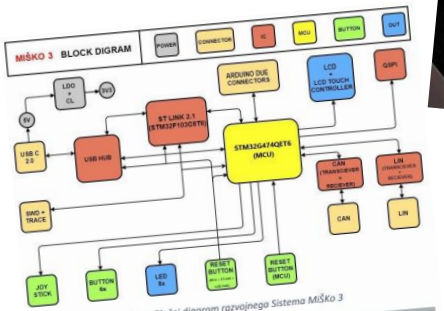 MIŠKO 3 BLOCK DIGRAM
POWER
CONNECTOR
IC
MCU
BUTTON
OUT
LDO
+
CL
3V3
5V
USB C
2.0
USB HUB
ST LINK 2.1
(STM32F103C8T6)
ARDUINO DUE
CONNECTORS
LCD
+
LCD TOUCH
CONTROLLER
QSPI
STM32G474QET6
(MCU)
CAN
(TRANSCIEVER
+
RECIEVER)
LIN
(TRANSCIEVER
+
RECIEVER)
CAN
LIN
SWD +
TRACE
JOY
STICK
BUTTON
6x
LED
8x
RESET
BUTTON
RESET
BUTTON
(MCU)
diagram razvojnega Sistema MiŠKo 3